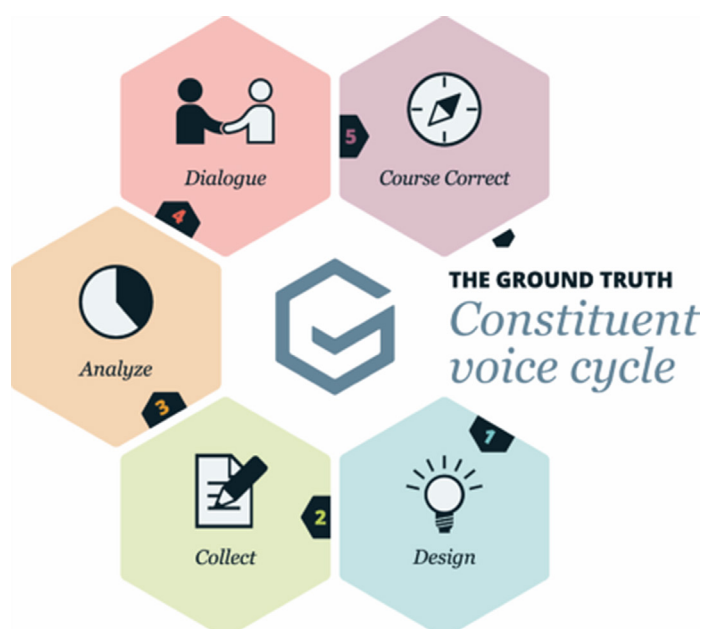 Dialogue
4
5
Course Correct
THE GROUND TRUTH
Constituent
voice cycle
Analyze
3
Collect
2
1
Design